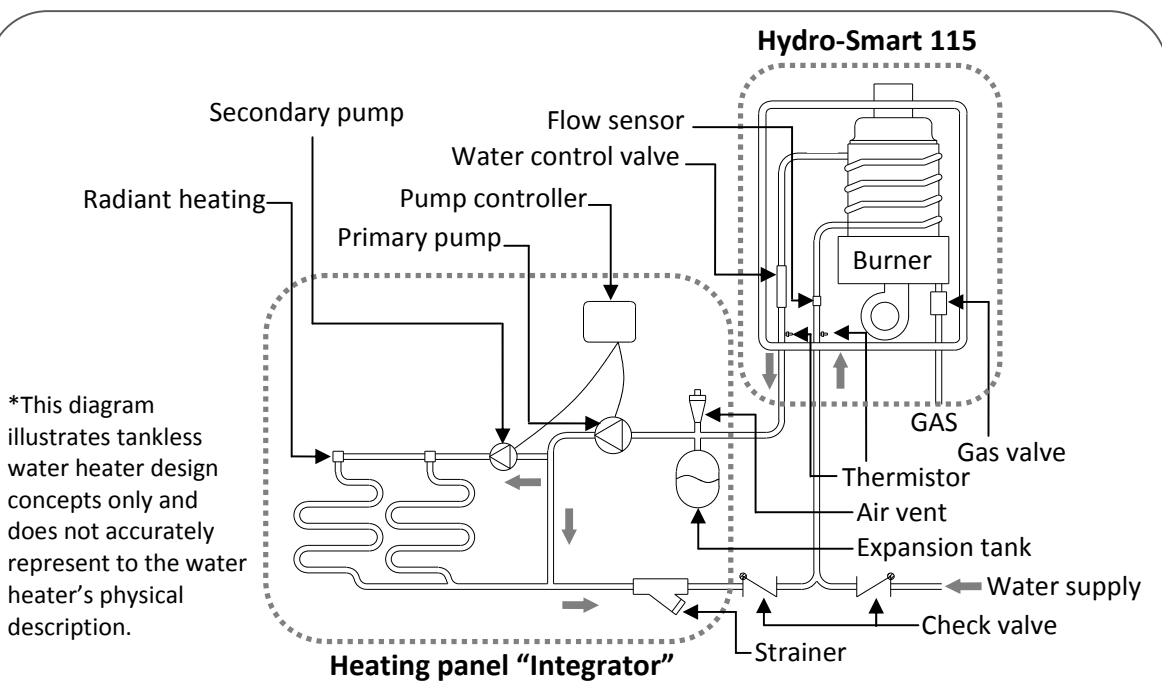 Hydro-Smart 115
Secondary pump
Flow sensor
Water control valve
Radiant heating
Pump controller
Primary pump
Burner
*This diagram
illustrates tankless
water heater design
concepts only and
does not accurately
represent to the water
heater's physical
description.
GAS
Gas valve
Thermistor
Air vent
Expansion tank
Water supply
Check valve
Strainer
Heating panel "Integrator"